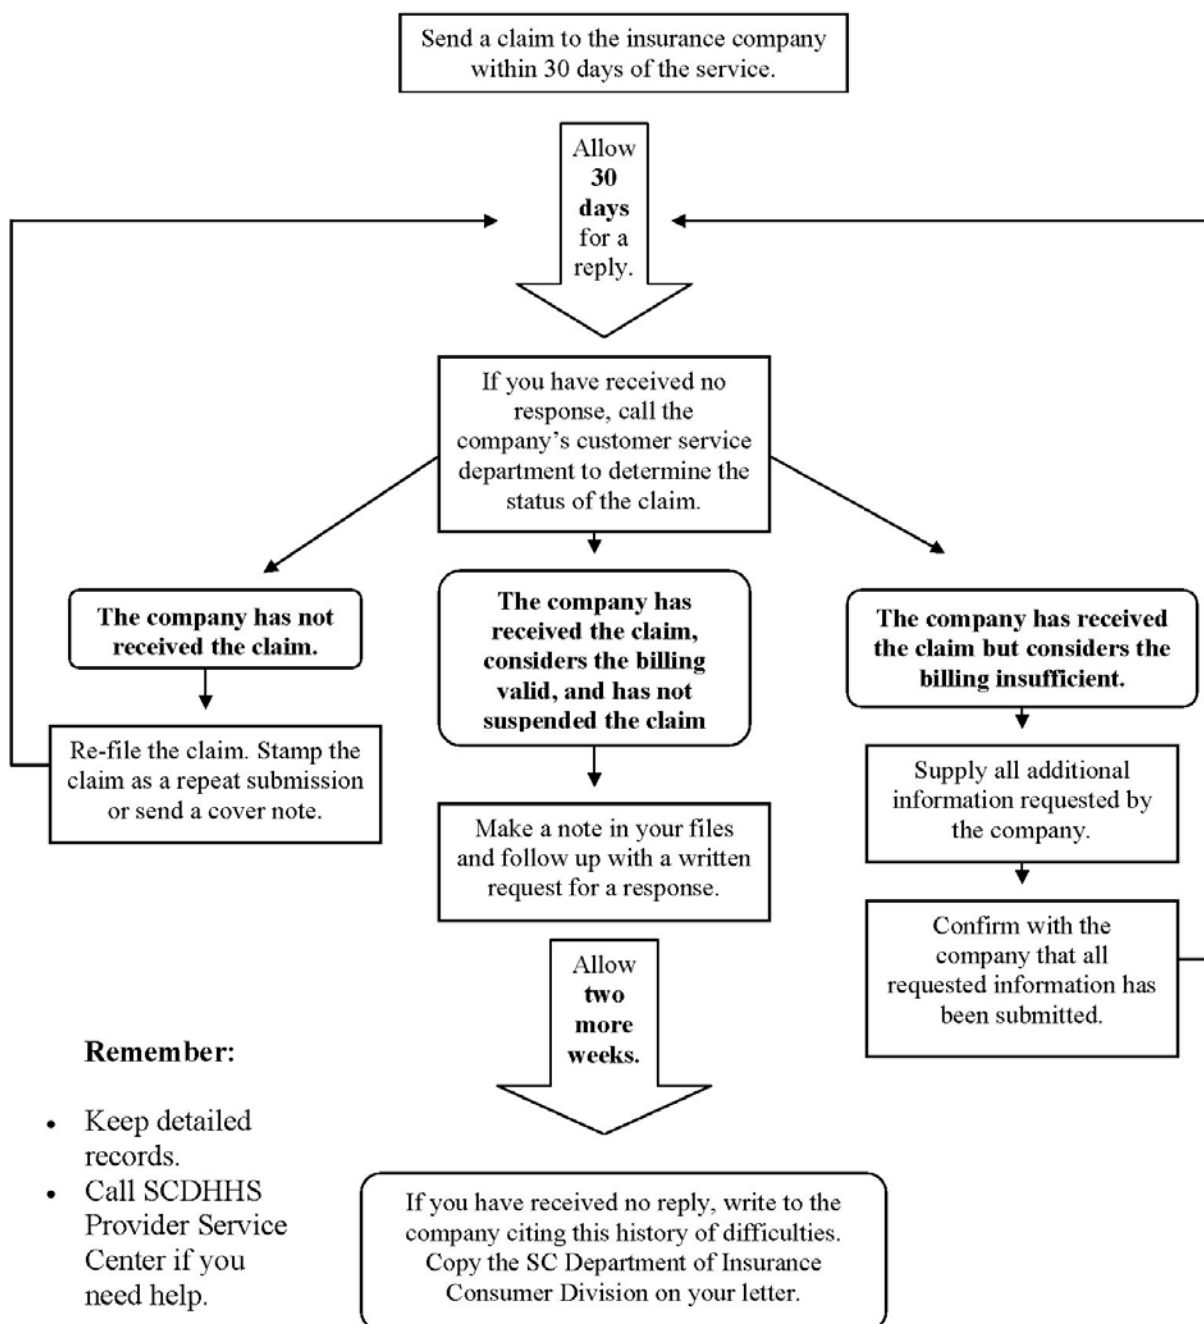 Send a claim to the insurance company
within 30 days of the service.
Allow
30
days
for a
reply.
If you have received no
response, call the
company’s customer service
department to determine the
status of the claim.
The company has not
received the claim.
Re-file the claim. Stamp the
claim as a repeat submission
or send a cover note.
The company has
received the claim,
considers the billing
valid, and has not
suspended the claim
Make a note in your files
and follow up with a written
request for a response.
The company has received
the claim but considers the
billing insufficient.
Supply all additional
information requested by
the company.
Confirm with the
company that all
requested information has
been submitted.
Allow
two
more
weeks.
If you have received no reply, write to the
company citing this history of difficulties.
Copy the SC Department of Insurance
Consumer Division on your letter.
Remember:
• Keep detailed
records.
• Call SCDHHS
Provider Service
Center if you
need help.